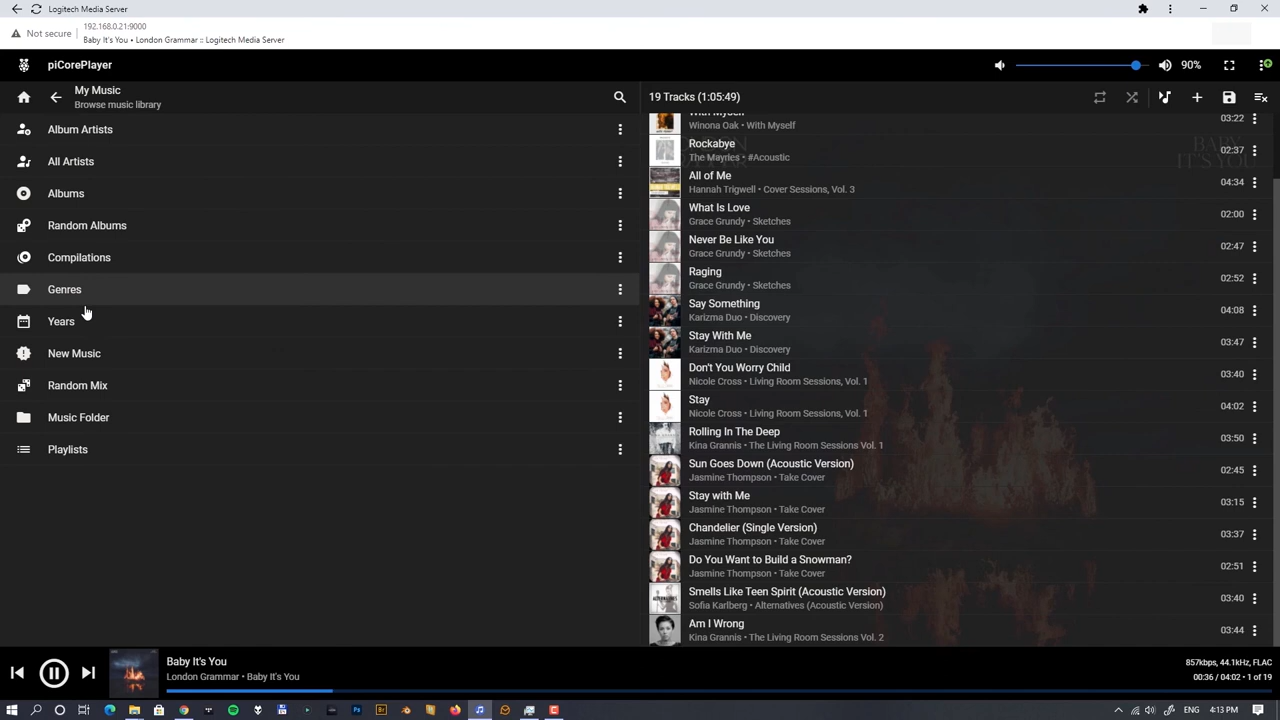 Logitech Media Server
Not secure
192.168.0.21:9000
Baby It's You • London Grammar :: Logitech Media Server
piCorePlayer
90%
My Music
Browse music library
Album Artists
All Artists
Albums
Random Albums
Compilations
Genres
Years
New Music
Random Mix
Music Folder
Playlists
19 Tracks (1:05:49)
With Myself
Winona Oak • With Myself
03:22
Rockabye
The Mayries • #Acoustic
02:37
All of Me
Hannah Trigwell • Cover Sessions, Vol. 3
04:34
What Is Love
Grace Grundy • Sketches
02:00
Never Be Like You
Grace Grundy • Sketches
02:47
Raging
Grace Grundy • Sketches
02:52
Say Something
Karizma Duo • Discovery
04:08
Stay With Me
Karizma Duo • Discovery
03:47
Don't You Worry Child
Nicole Cross • Living Room Sessions, Vol. 1
03:40
Stay
Nicole Cross • Living Room Sessions, Vol. 1
04:02
Rolling In The Deep
Kina Grannis • The Living Room Sessions Vol. 1
03:50
Sun Goes Down (Acoustic Version)
Jasmine Thompson • Take Cover
02:45
Stay with Me
Jasmine Thompson • Take Cover
03:15
Chandelier (Single Version)
Jasmine Thompson • Take Cover
03:37
Do You Want to Build a Snowman?
Jasmine Thompson • Take Cover
02:51
Smells Like Teen Spirit (Acoustic Version)
Sofia Karlberg • Alternatives (Acoustic Version)
03:40
Am I Wrong
Kina Grannis • The Living Room Sessions Vol. 2
03:44
BABY
IT'S YOU
Baby It's You
London Grammar • Baby It's You
857kbps, 44.1kHz, FLAC
00:36 / 04:02 • 1 of 19
4:13 PM